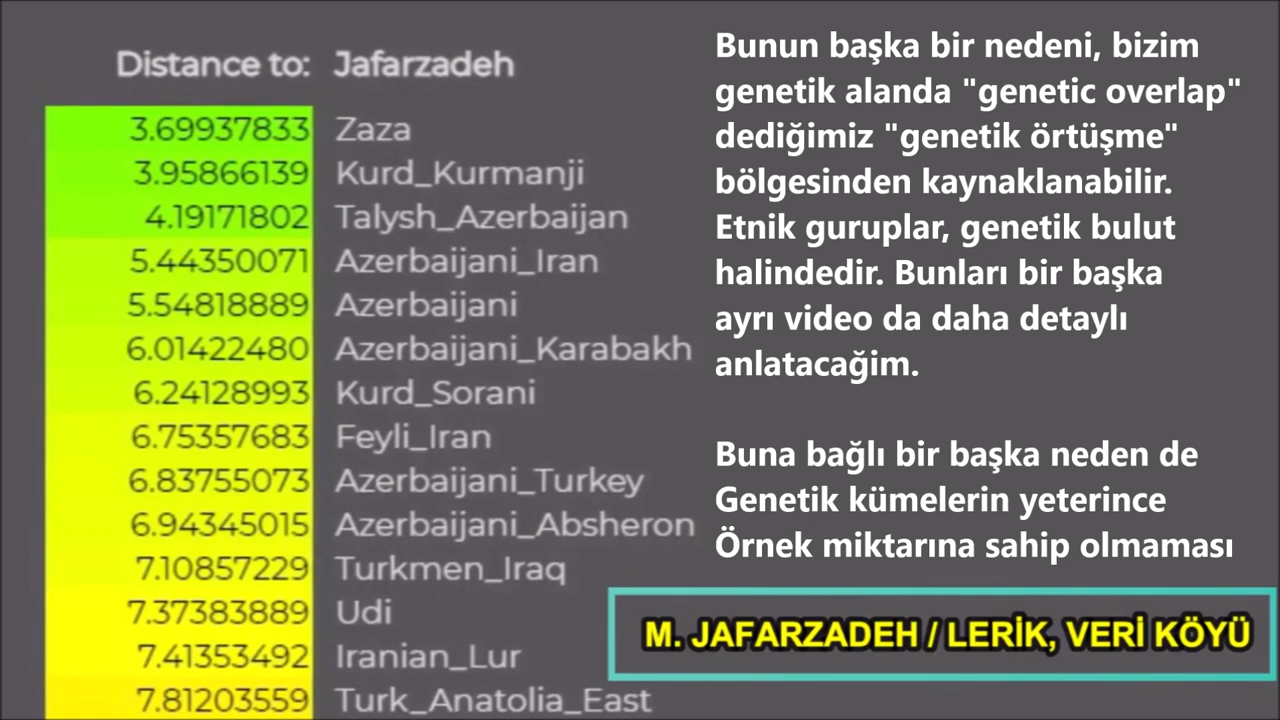 Distance to: Jafarzadeh
3.69937833 Zaza
3.95866139 Kurd_Kurmanji
4.19171802 Talysh_Azerbaijan
5.44350071 Azerbaijani_Iran
5.54818889 Azerbaijani
6.01422480 Azerbaijani_Karabakh
6.24128993 Kurd_Sorani
6.75357683 Feyli_Iran
6.83755073 Azerbaijani_Turkey
6.94345015 Azerbaijani_Absheron
7.10857229 Turkmen_Iraq
7.37383889 Udi
7.41353492 Iranian_Lur
7.81203559 Turk_Anatolia_East
Bunun başka bir nedeni, bizim
genetik alanda "genetic overlap"
dediğimiz "genetik örtüşme"
bölgesinden kaynaklanabilir.
Etnik guruplar, genetik bulut
halindedir. Bunları bir başka
ayrı video da daha detaylı
anlatacağim.
Buna bağlı bir başka neden de
Genetik kümelerin yeterince
Örnek miktarına sahip olmaması
M. JAFARZADEH / LERİK, VERİ KÖYÜ